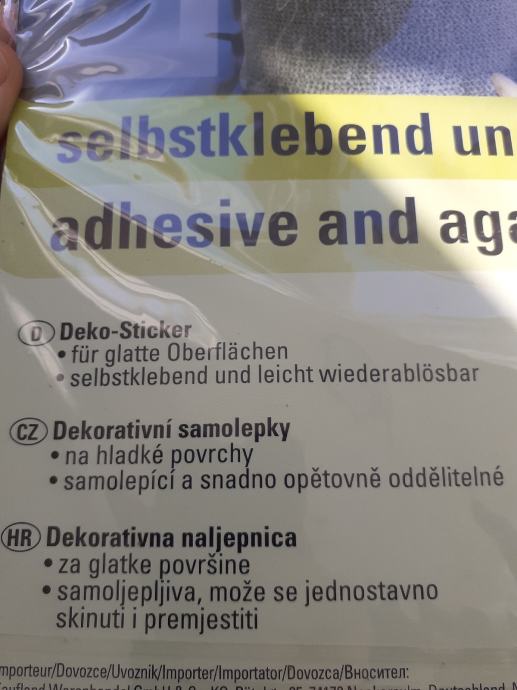 selbstklebend un
adhesive and aga
D Deko-Sticker
• für glatte Oberflächen
• selbstklebend und leicht wiederablösbar
CZ Dekorativní samolepky
• na hladké povrchy
• samolepící a snadno opětovně oddělitelné
HR Dekorativna naljepnica
• za glatke površine
• samoljepljiva, može se jednostavno
skinuti i premjestiti
mporteur/Dovozce/Uvoznik/Importer/Importator/Dovozca/Вносител: